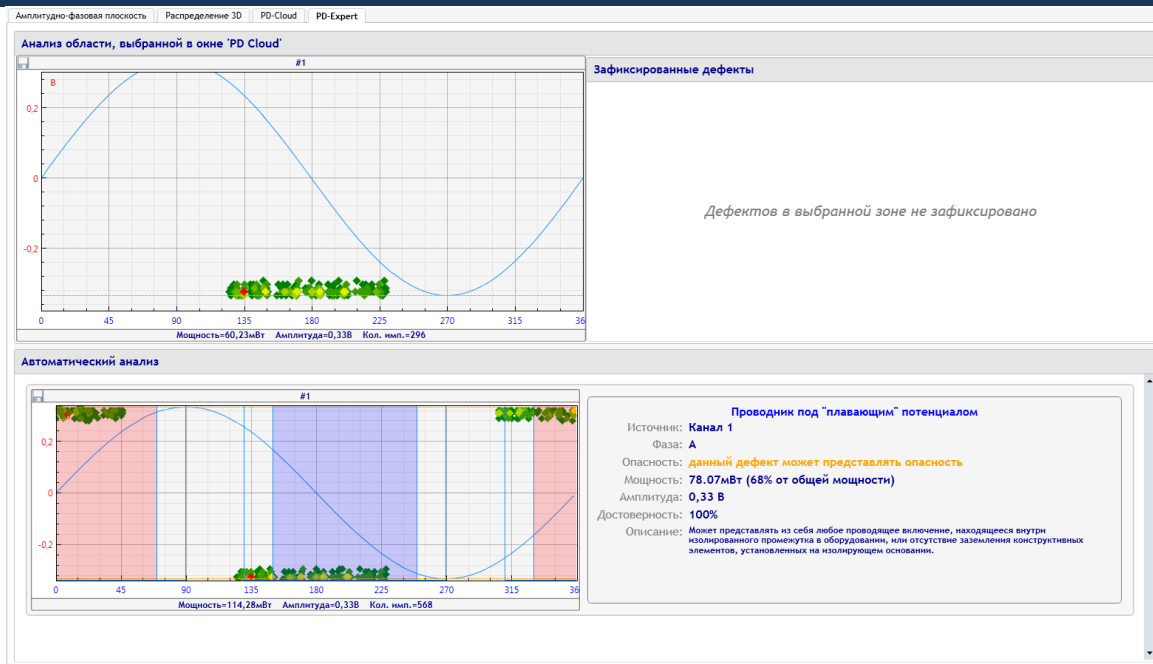 Амплитудно-фазовая плоскость Распределение 3D PD-Cloud PD-Expert
Анализ области, выбранной в окне 'PD Cloud'
#1
В
0,2
0
-0,2
0 45 90 135 180 225 270 315 36
Мощность=60,23мВт Амплитуда=0,33В Кол. имп.=296
Зафиксированные дефекты
Дефектов в выбранной зоне не зафиксировано
Автоматический анализ
#1
0,2
0
-0,2
0 45 90 135 180 225 270 315 36
Мощность=114,28мВт Амплитуда=0,33В Кол. имп.=568
Проводник под "плавающим" потенциалом
Источник: Канал 1
Фаза: А
Опасность: данный дефект может представлять опасность
Мощность: 78.07мВт (68% от общей мощности)
Амплитуда: 0,33 В
Достоверность: 100%
Описание: Может представлять из себя любое проводящее включение, находящееся внутри
изолированного промежутка в оборудовании, или отсутствие заземления конструктивных
элементов, установленных на изолирующем основании.